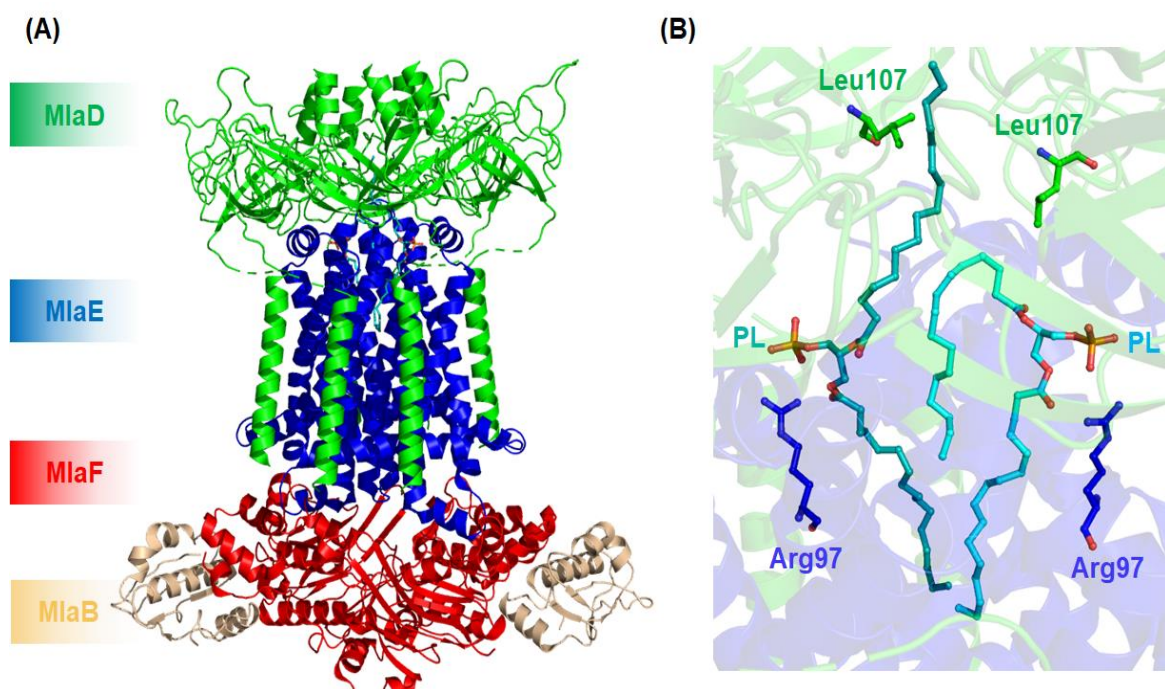 (A)
(B)
MlaD
MlaE
MlaF
MlaB
Leu107
Leu107
PL
PL
Arg97
Arg97